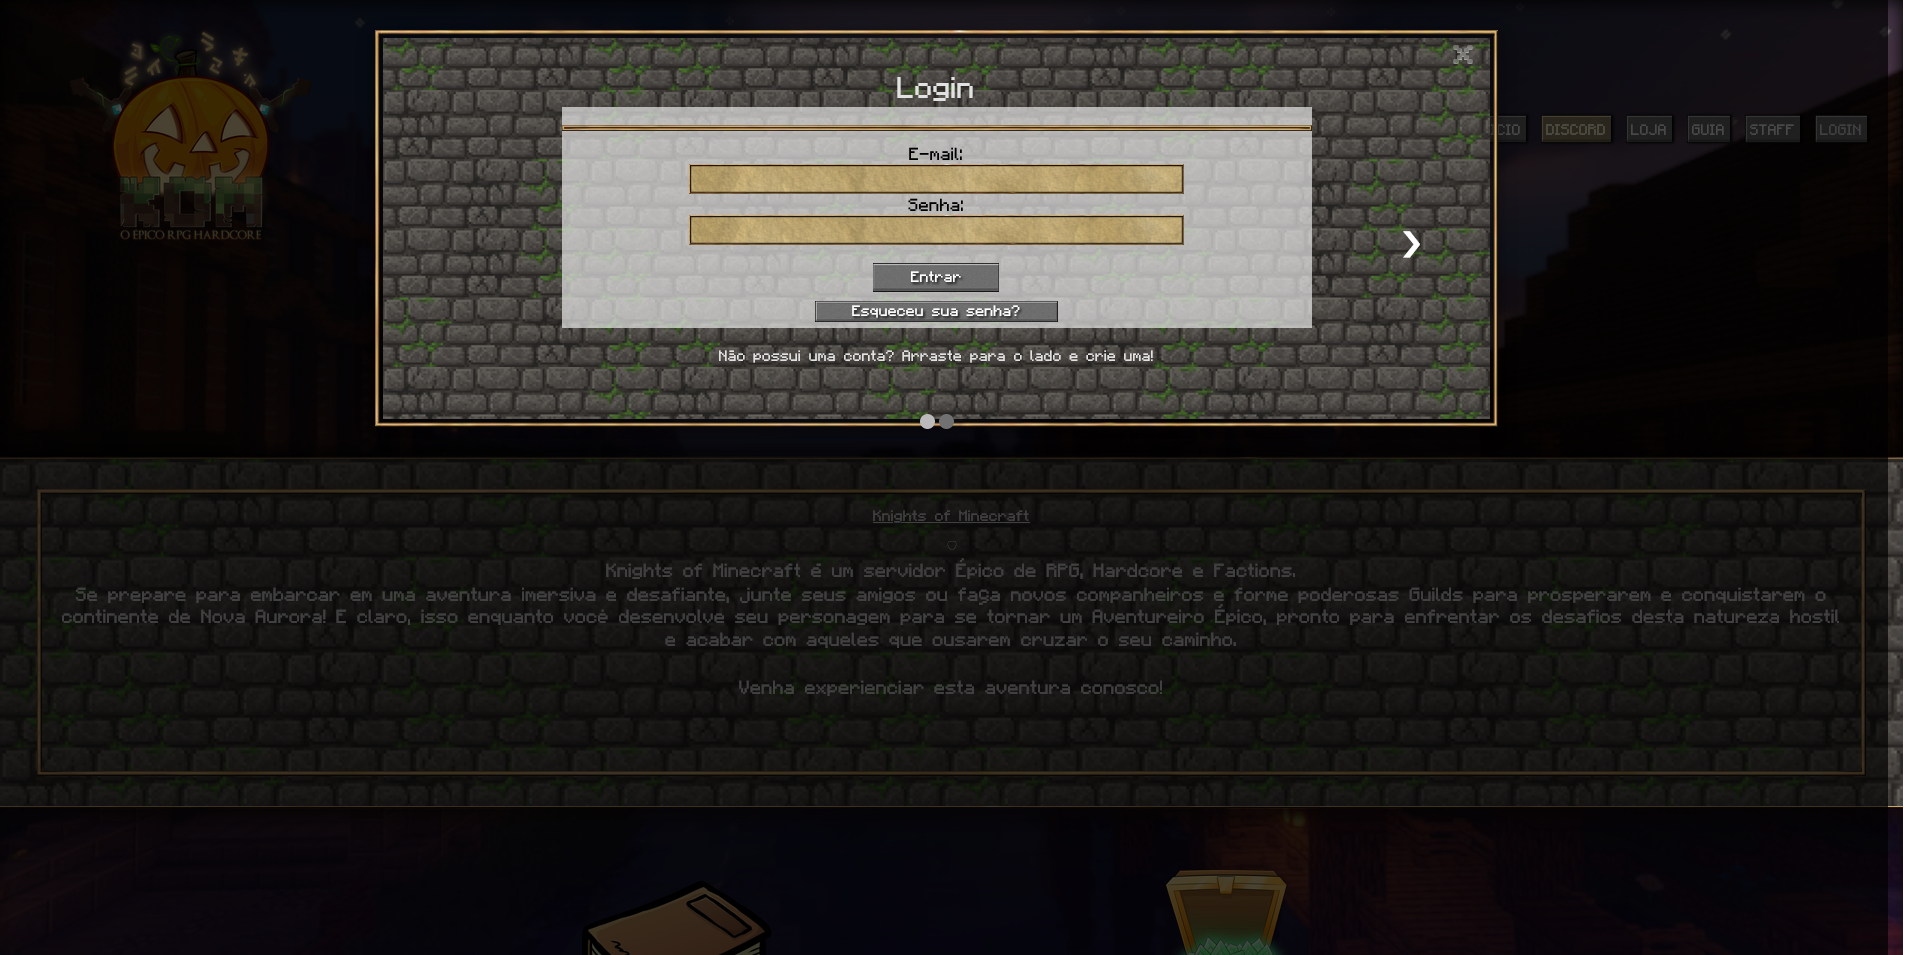 KOM
O EPICO RPG HARDCORE
CIO
DISCORD
LOJA
GUIA
STAFF
LOGIN
Login
E-mail:
Senha:
Entrar
Esqueceu sua senha?
Não possui uma conta? Arraste para o lado e crie uma!
Knights of Minecraft
Knights of Minecraft é um servidor Épico de RPG, Hardcore e Factions.
Se prepare para embarcar em uma aventura imersiva e desafiante, junte seus amigos ou faça novos companheiros e forme poderosas Guilds para prosperarem e conquistarem o
continente de Nova Aurora! E claro, isso enquanto você desenvolve seu personagem para se tornar um Aventureiro Épico, pronto para enfrentar os desafios desta natureza hostil
e acabar com aqueles que ousarem cruzar o seu caminho.
Venha experienciar esta aventura conosco!